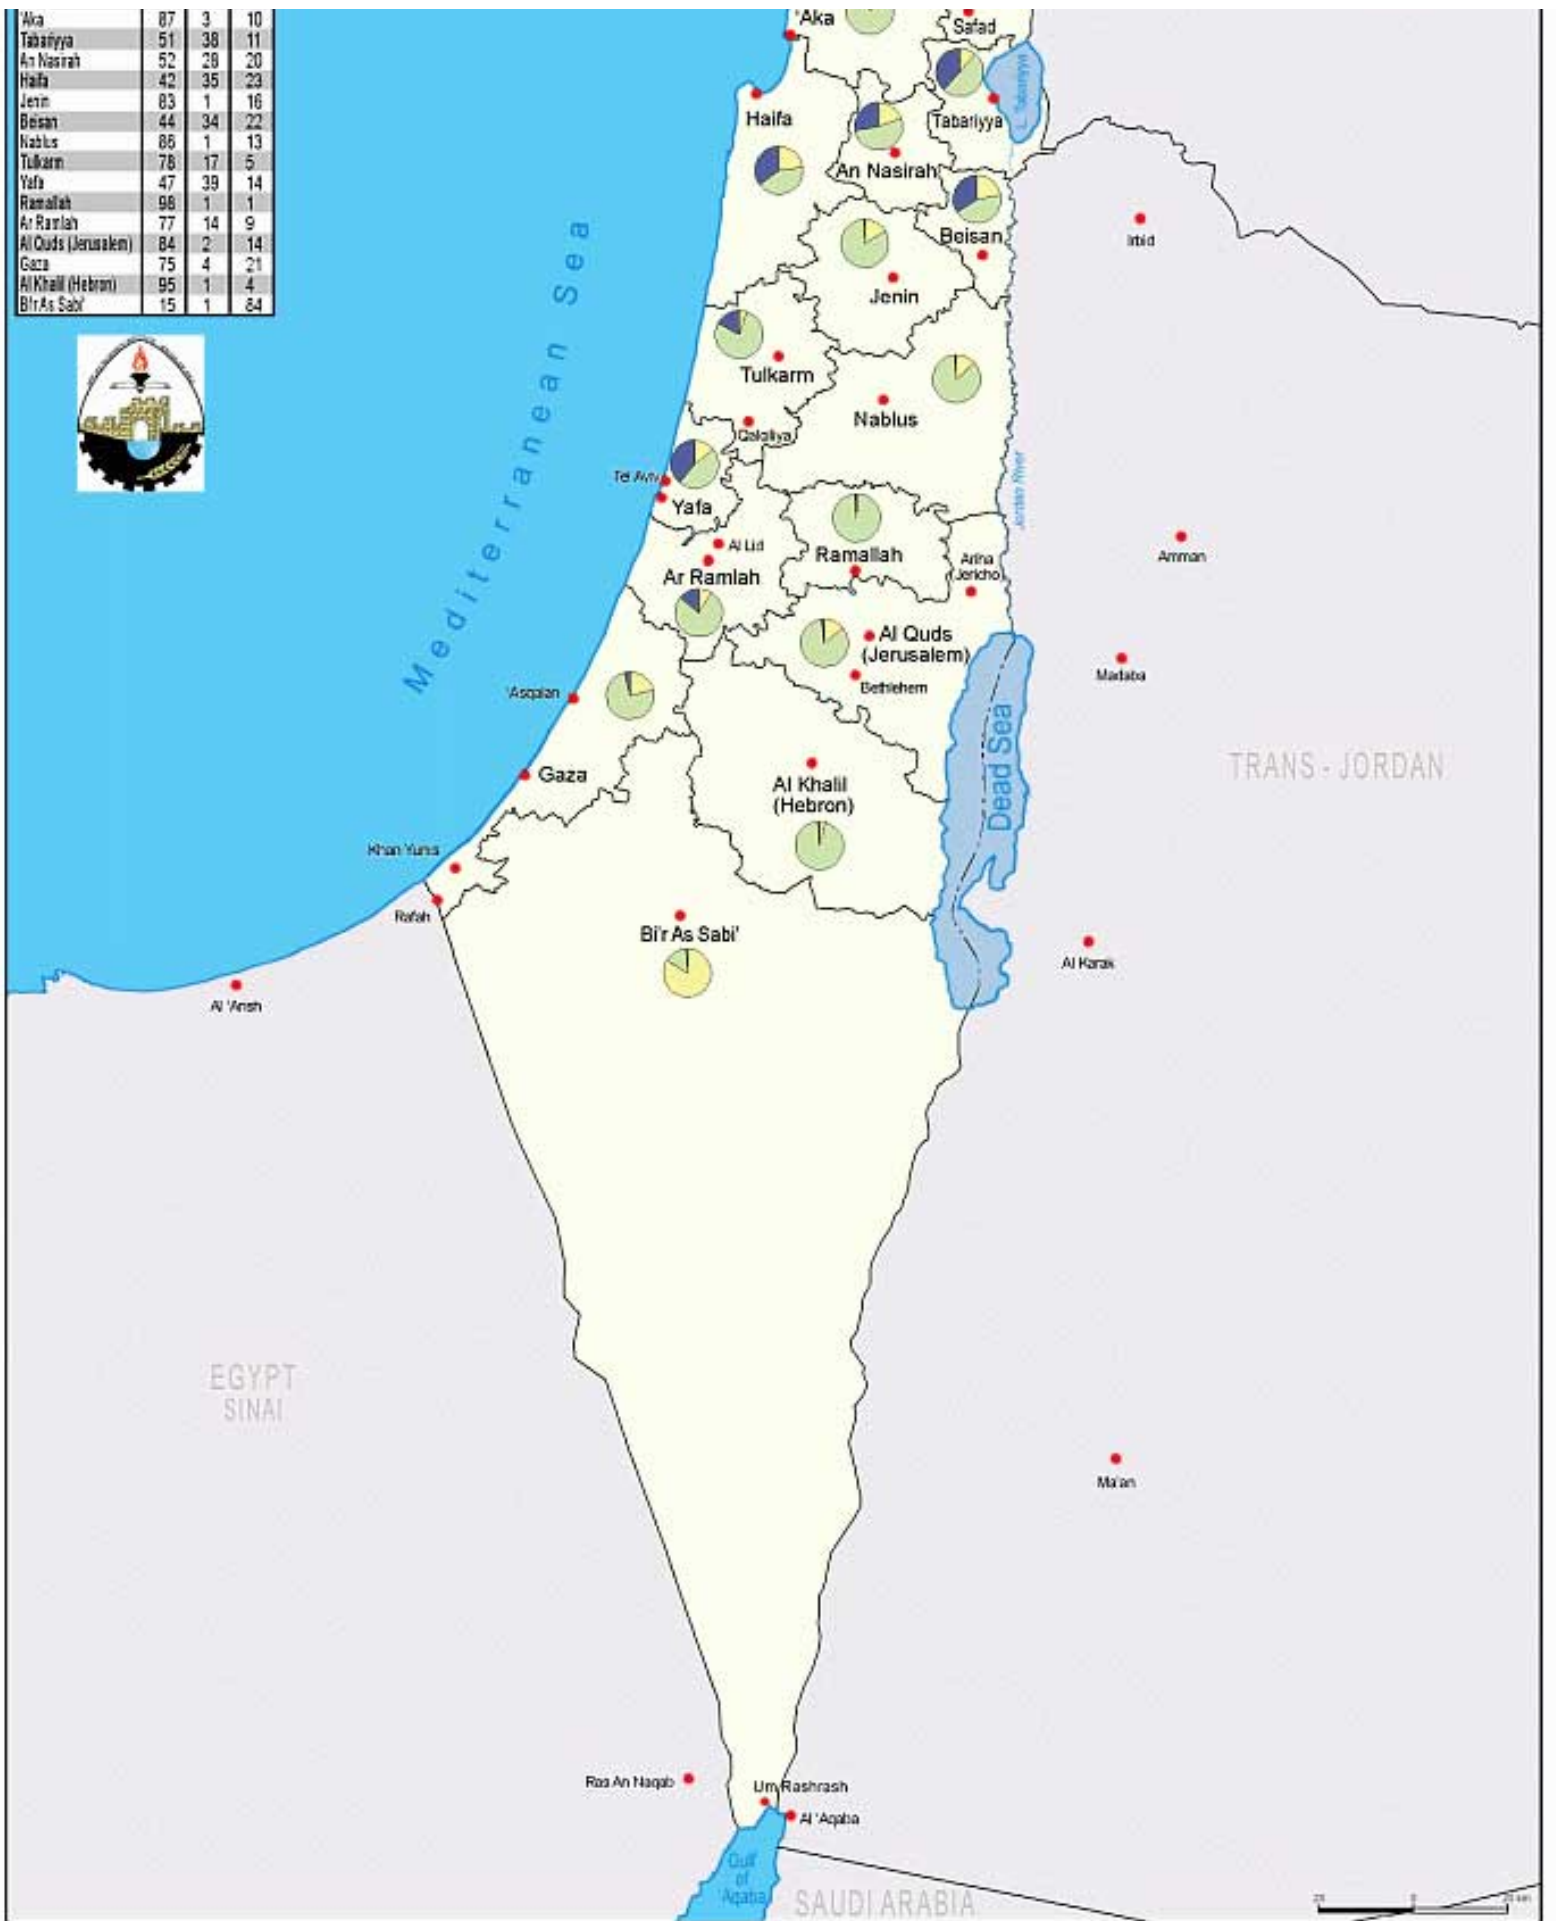 'Aka 87 3 10
Tabariyya 51 38 11
An Nasirah 52 28 20
Haifa 42 35 23
Jenin 83 1 16
Beisan 44 34 22
Nablus 86 1 13
Tulkarm 78 17 5
Yafa 47 39 14
Ramallah 98 1 1
Ar Ramlah 77 14 9
Al Quds (Jerusalem) 84 2 14
Gaza 75 4 21
Al Khalil (Hebron) 95 1 4
Bi'r As Sabi' 15 1 84
'Aka
Safad
L. Tabariyya
Haifa
Tabariyya
An Nasirah
Beisan
Irbid
Jenin
Mediterranean Sea
Tulkarm
Nablus
Qalqiliya
Tel Aviv
Yafa
Jordan River
Al Lid
Ramallah
Ariha
(Jericho)
Amman
Ar Ramlah
Al Quds
(Jerusalem)
Bethlehem
Madaba
'Asqalan
Dead Sea
TRANS - JORDAN
Gaza
Al Khalil
(Hebron)
Khan Yunis
Rafah
Bi'r As Sabi'
Al Karak
Al 'Arish
EGYPT
SINAI
Ma'an
Ras An Naqab
Um Rashrash
Al 'Aqaba
Gulf
of
'Aqaba
SAUDI ARABIA
0